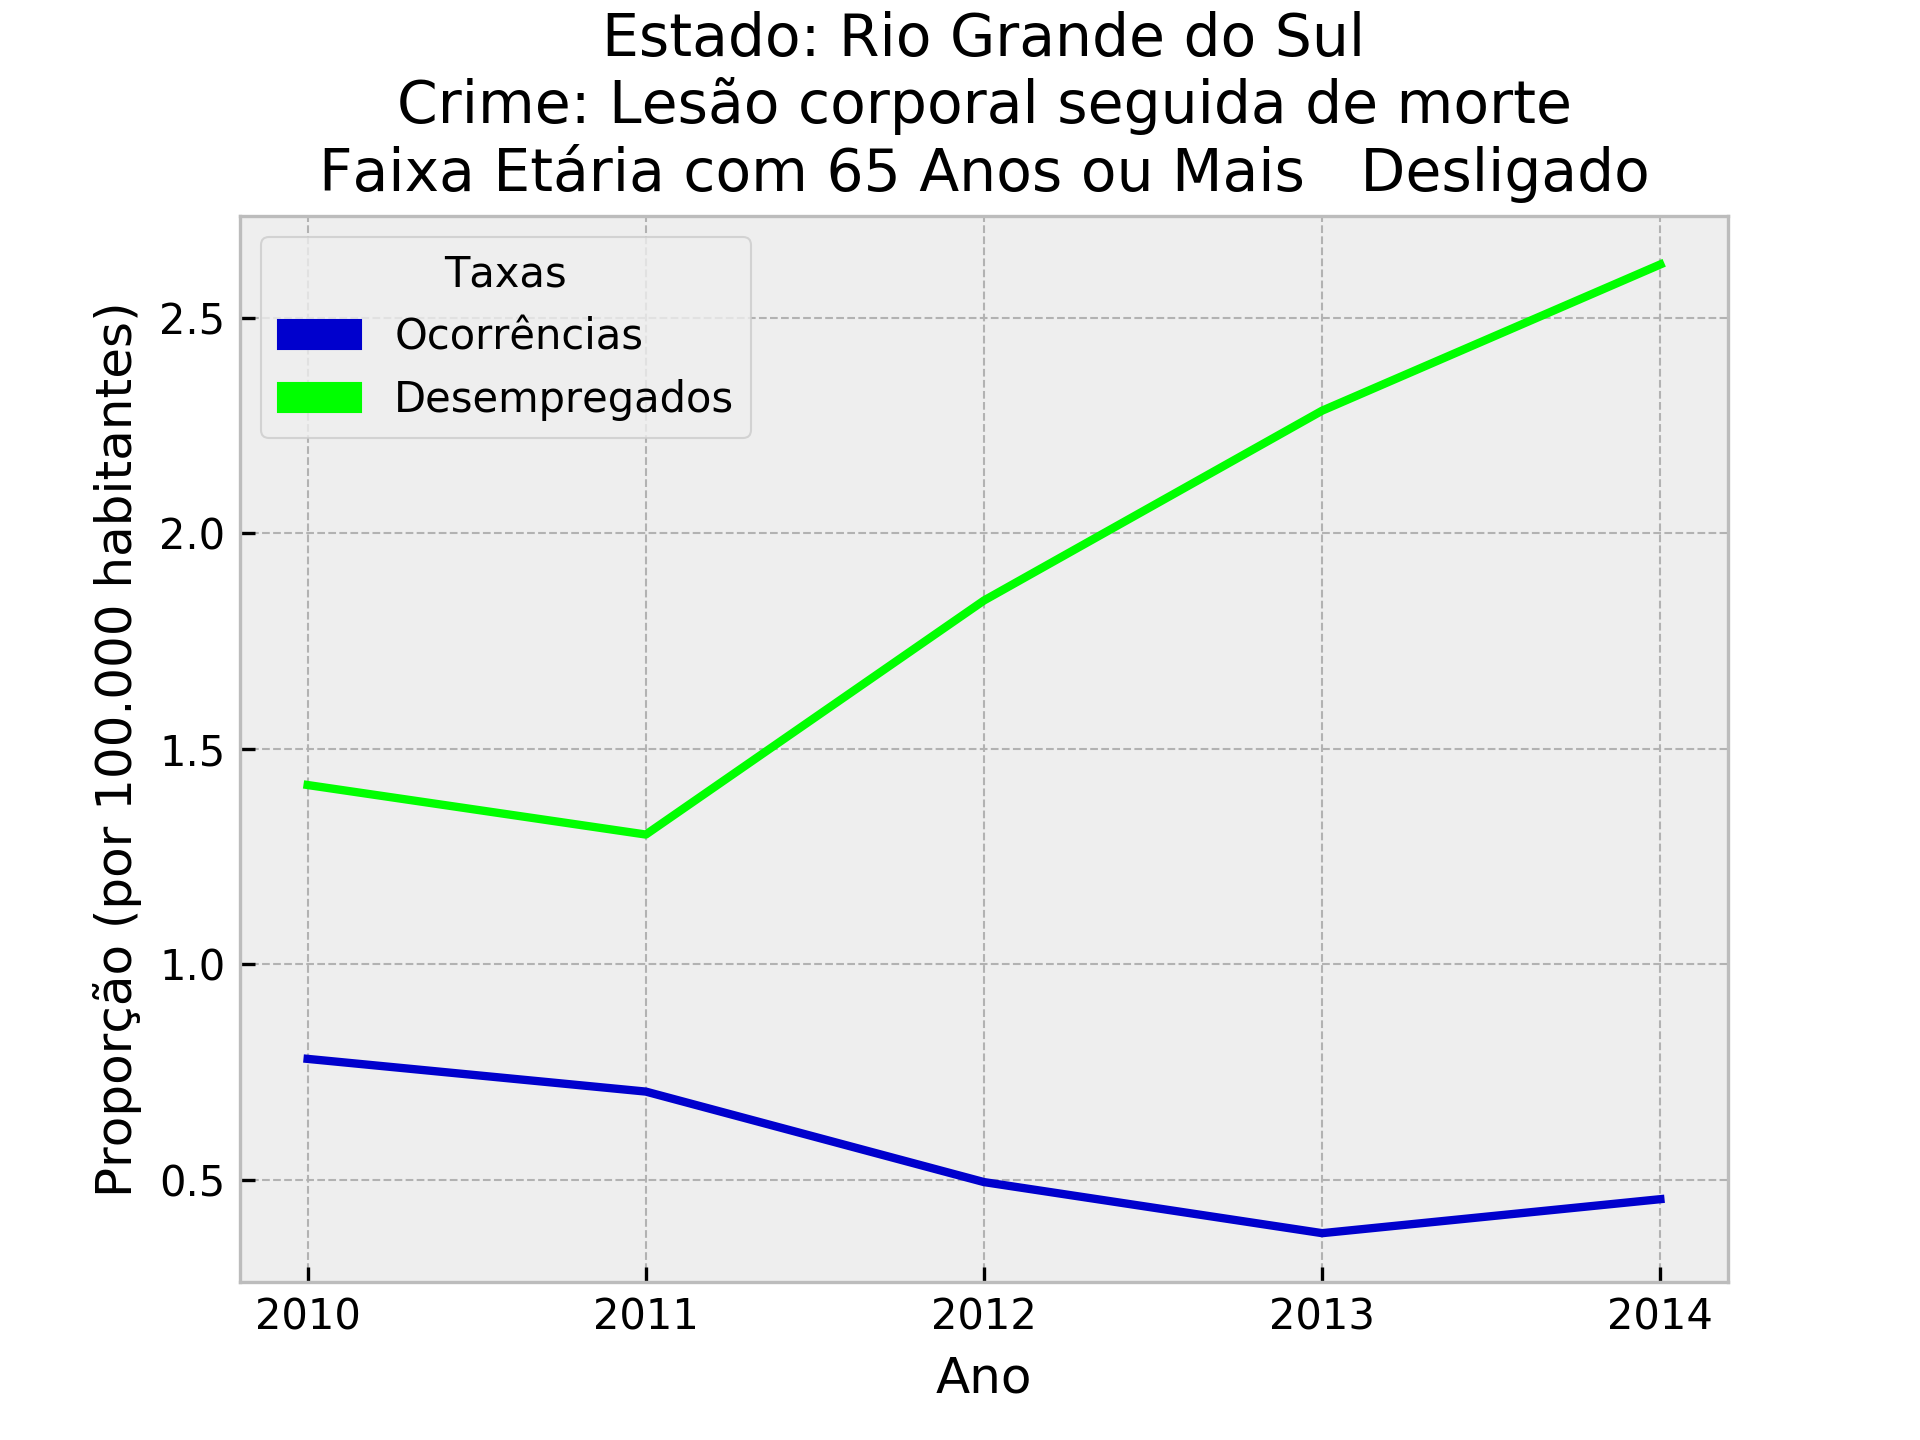 Estado: Rio Grande do Sul
Crime: Lesão corporal seguida de morte
Faixa Etária com 65 Anos ou Mais   Desligado
Taxas
Ocorrências
Desempregados
Proporção (por 100.000 habitantes)
2.5
2.0
1.5
1.0
0.5
2010 2011 2012 2013 2014
Ano